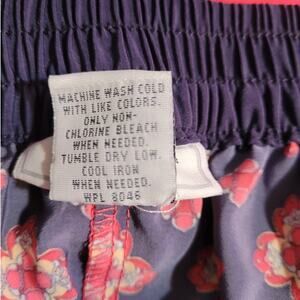 MACHINE WASH COLD
WITH LIKE COLORS.
ONLY NON-
CHLORINE BLEACH
WHEN NEEDED.
TUMBLE DRY LOW.
COOL IRON
WHEN NEEDED.
WPL 8046